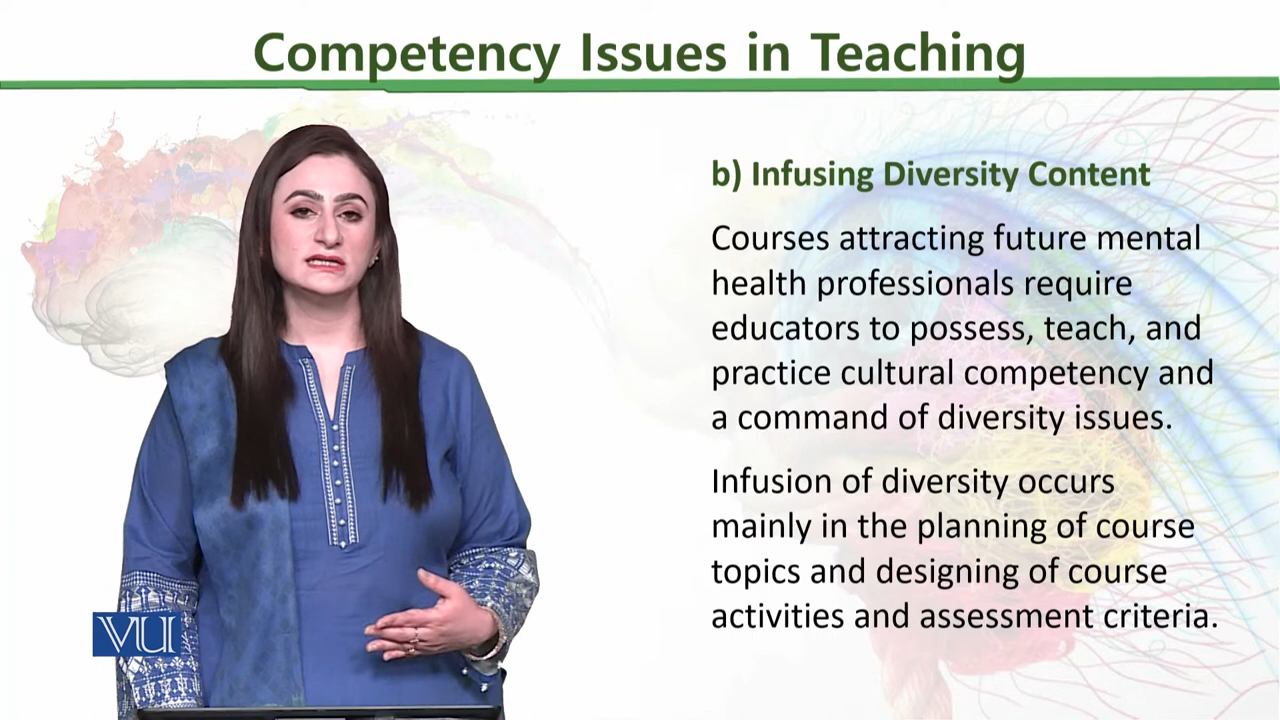 Competency Issues in Teaching
b) Infusing Diversity Content
Courses attracting future mental
health professionals require
educators to possess, teach, and
practice cultural competency and
a command of diversity issues.
Infusion of diversity occurs
mainly in the planning of course
topics and designing of course
activities and assessment criteria.
VU